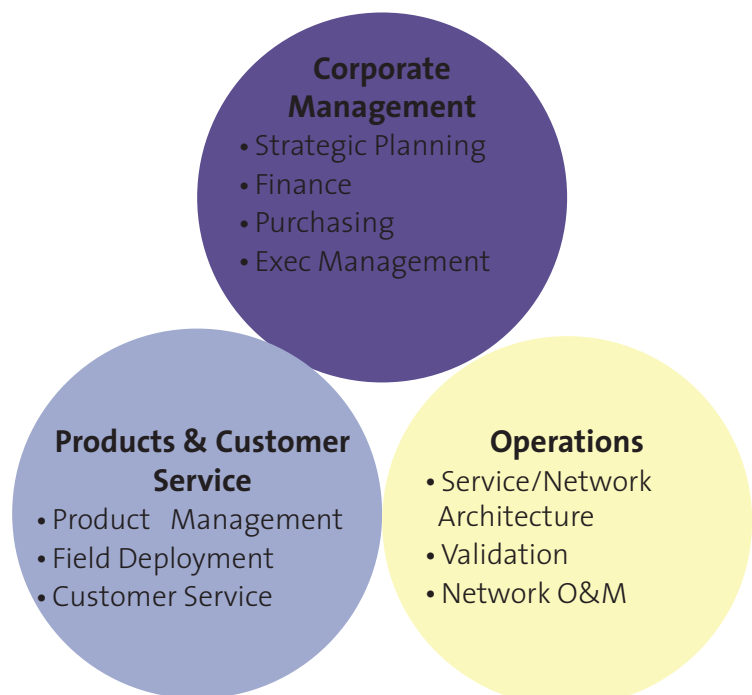 Corporate
Management
• Strategic Planning
• Finance
• Purchasing
• Exec Management
Products & Customer
Service
• Product Management
• Field Deployment
• Customer Service
Operations
• Service/Network
Architecture
• Validation
• Network O&M